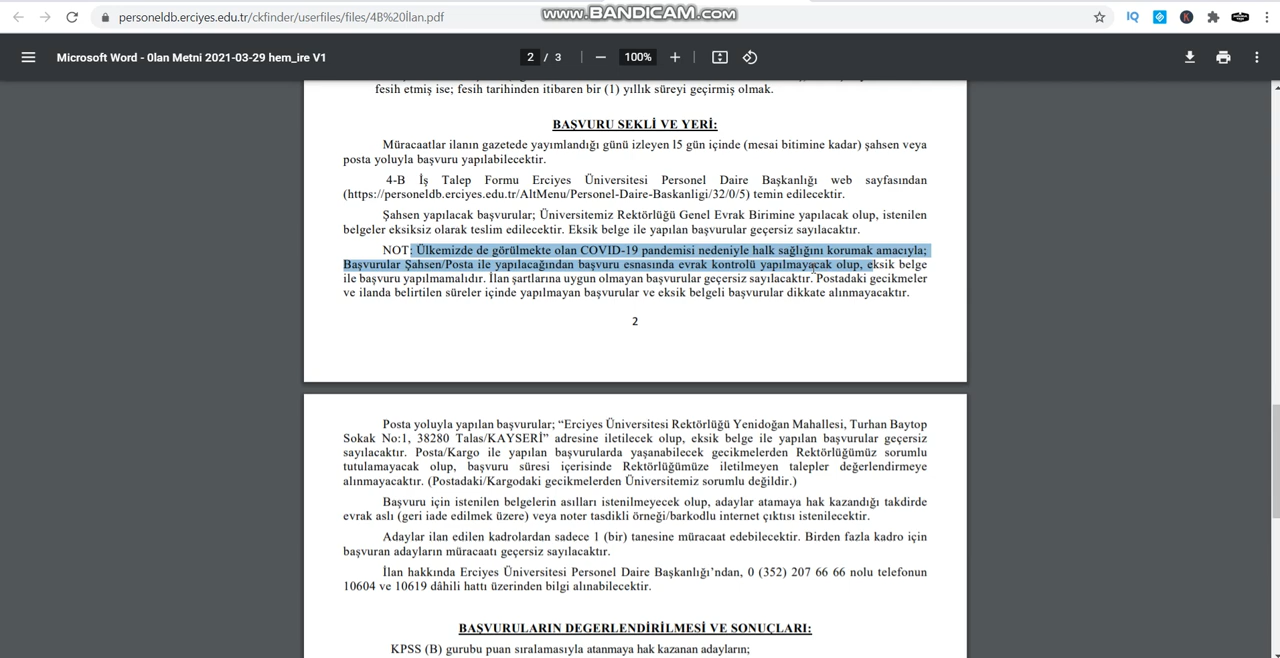 personeldb.erciyes.edu.tr/ckfinder/userfiles/files/4B%20İlan.pdf
www.BANDICAM.com
IQ
K
Microsoft Word - 0lan Metni 2021-03-29 hem_ire V1
2 / 3
100%
fesih etmiş ise; fesih tarihinden itibaren bir (1) yıllık süreyi geçirmiş olmak.
BAŞVURU SEKLİ VE YERİ:
Müracaatlar ilanın gazetede yayımlandığı günü izleyen l5 gün içinde (mesai bitimine kadar) şahsen veya
posta yoluyla başvuru yapılabilecektir.
4-B İş Talep Formu Erciyes Üniversitesi Personel Daire Başkanlığı web sayfasından
(https://personeldb.erciyes.edu.tr/AltMenu/Personel-Daire-Baskanligi/32/0/5) temin edilecektir.
Şahsen yapılacak başvurular; Üniversitemiz Rektörlüğü Genel Evrak Birimine yapılacak olup, istenilen
belgeler eksiksiz olarak teslim edilecektir. Eksik belge ile yapılan başvurular geçersiz sayılacaktır.
NOT: Ülkemizde de görülmekte olan COVID-19 pandemisi nedeniyle halk sağlığını korumak amacıyla;
Başvurular Şahsen/Posta ile yapılacağından başvuru esnasında evrak kontrolü yapılmayacak olup, eksik belge
ile başvuru yapılmamalıdır. İlan şartlarına uygun olmayan başvurular geçersiz sayılacaktır. Postadaki gecikmeler
ve ilanda belirtilen süreler içinde yapılmayan başvurular ve eksik belgeli başvurular dikkate alınmayacaktır.
2
Posta yoluyla yapılan başvurular; “Erciyes Üniversitesi Rektörlüğü Yenidoğan Mahallesi, Turhan Baytop
Sokak No:1, 38280 Talas/KAYSERİ” adresine iletilecek olup, eksik belge ile yapılan başvurular geçersiz
sayılacaktır. Posta/Kargo ile yapılan başvurularda yaşanabilecek gecikmelerden Rektörlüğümüz sorumlu
tutulamayacak olup, başvuru süresi içerisinde Rektörlüğümüze iletilmeyen talepler değerlendirmeye
alınmayacaktır. (Postadaki/Kargodaki gecikmelerden Üniversitemiz sorumlu değildir.)
Başvuru için istenilen belgelerin asılları istenilmeyecek olup, adaylar atamaya hak kazandığı takdirde
evrak aslı (geri iade edilmek üzere) veya noter tasdikli örneği/barkodlu internet çıktısı istenilecektir.
Adaylar ilan edilen kadrolardan sadece 1 (bir) tanesine müracaat edebilecektir. Birden fazla kadro için
başvuran adayların müracaatı geçersiz sayılacaktır.
İlan hakkında Erciyes Üniversitesi Personel Daire Başkanlığı’ndan, 0 (352) 207 66 66 nolu telefonun
10604 ve 10619 dâhili hattı üzerinden bilgi alınabilecektir.
BAŞVURULARIN DEGERLENDİRİLMESİ VE SONUÇLARI:
KPSS (B) gurubu puan sıralamasıyla atanmaya hak kazanan adayların;